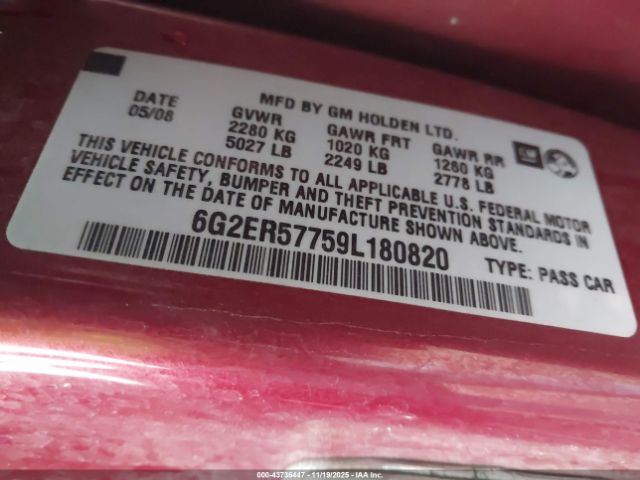 MFD BY GM HOLDEN LTD.
DATE GVWR GAWR FRT GAWR RR
05/08 2280 KG 1020 KG 1260 KG
5027 LB 2249 LB 2778 LB
GM
THIS VEHICLE CONFORMS TO ALL APPLICABLE U.S. FEDERAL MOTOR
VEHICLE SAFETY, BUMPER AND THEFT PREVENTION STANDARDS IN
EFFECT ON THE DATE OF MANUFACTURE SHOWN ABOVE.
6G2ER57759L180820
TYPE: PASS CAR
000-43736447 - 11/19/2025 - IAA Inc.